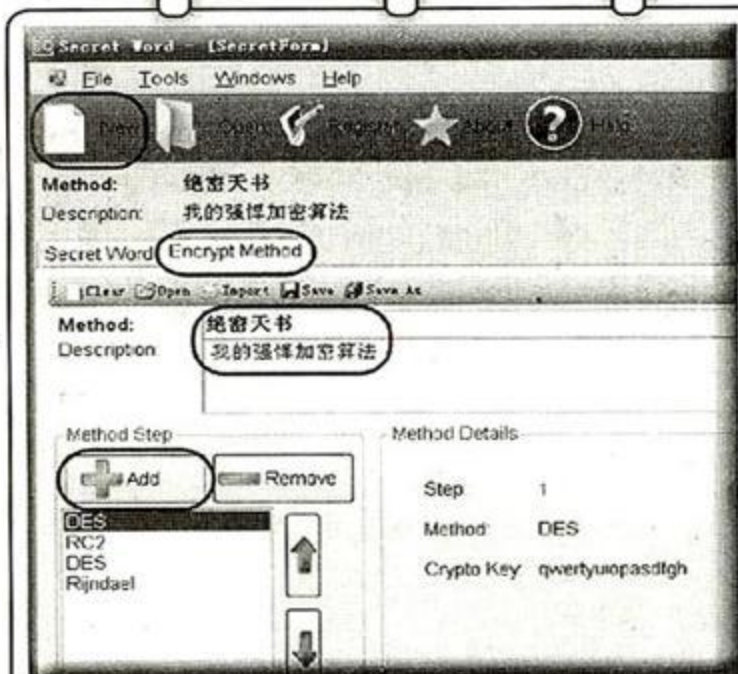 Secret Word - [SecretForm]
File Tools Windows Help
New Open Register About Help
Method: 绝密天书
Description: 我的强悍加密算法
Secret Word Encrypt Method
Clear Open Import Save Save As
Method: 绝密天书
Description 我的强悍加密算法
Method Step
Method Details
Add Remove
Step 1
DES
RC2
DES
Rijndael
Method: DES
Crypto Key qwertyuiopasdfgh